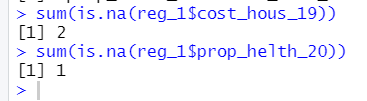 > sum(is.na(reg_1$cost_hous_19))
[1] 2
> sum(is.na(reg_1$prop_helth_20))
[1] 1
>